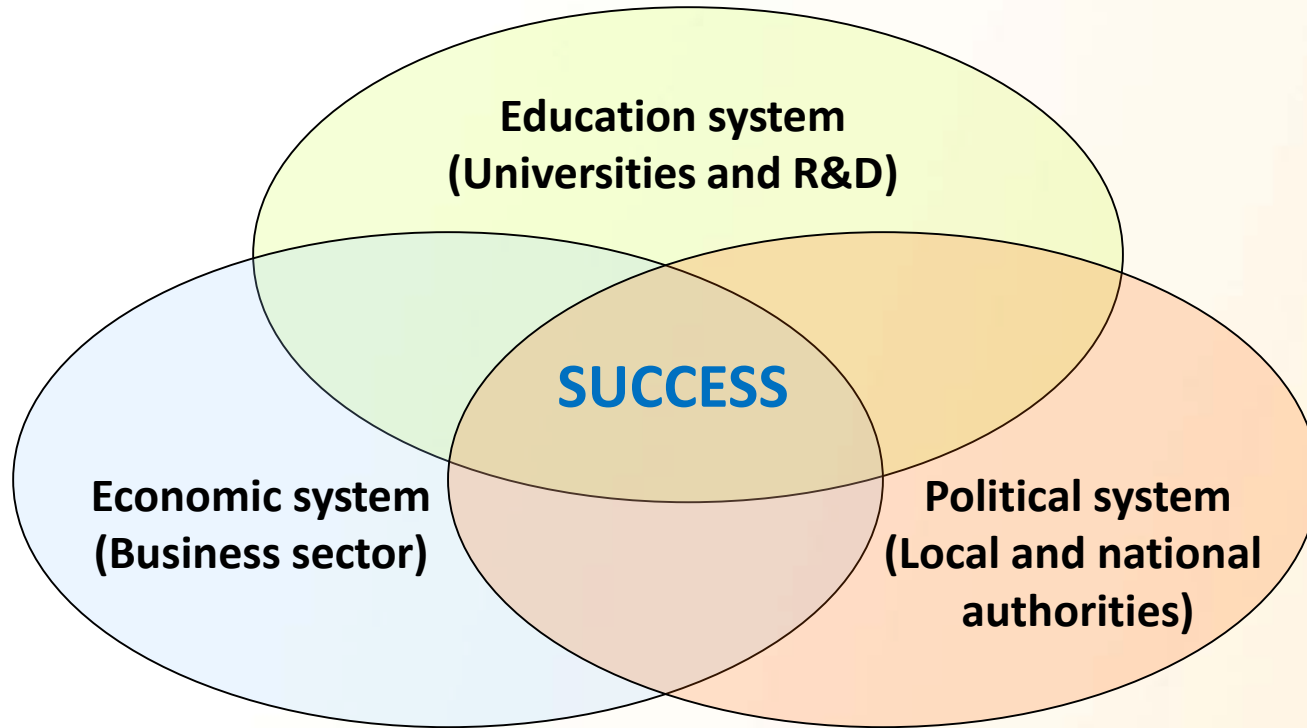 Education system
(Universities and R&D)
SUCCESS
Economic system
(Business sector)
Political system
(Local and national
authorities)